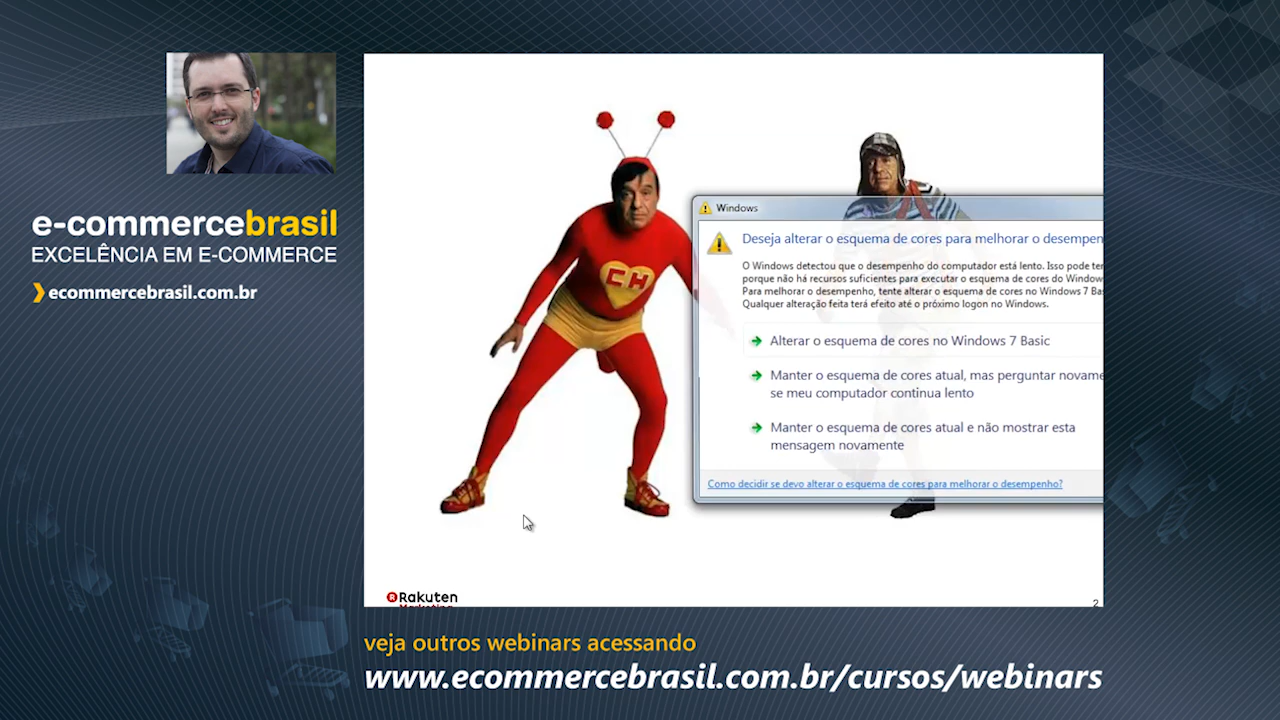 e-commercebrasil
EXCELÊNCIA EM E-COMMERCE
ecommercebrasil.com.br
CH
Windows
Deseja alterar o esquema de cores para melhorar o desempen
O Windows detectou que o desempenho do computador está lento. Isso pode ter
porque não há recursos suficientes para executar o esquema de cores do Window
Para melhorar o desempenho, tente alterar o esquema de cores no Windows 7 Ba
Qualquer alteração feita terá efeito até o próximo logon no Windows.
Alterar o esquema de cores no Windows 7 Basic
Manter o esquema de cores atual, mas perguntar novame
se meu computador continua lento
Manter o esquema de cores atual e não mostrar esta
mensagem novamente
Como decidir se devo alterar o esquema de cores para melhorar o desempenho?
R Rakuten
Marketing
2
veja outros webinars acessando
www.ecommercebrasil.com.br/cursos/webinars